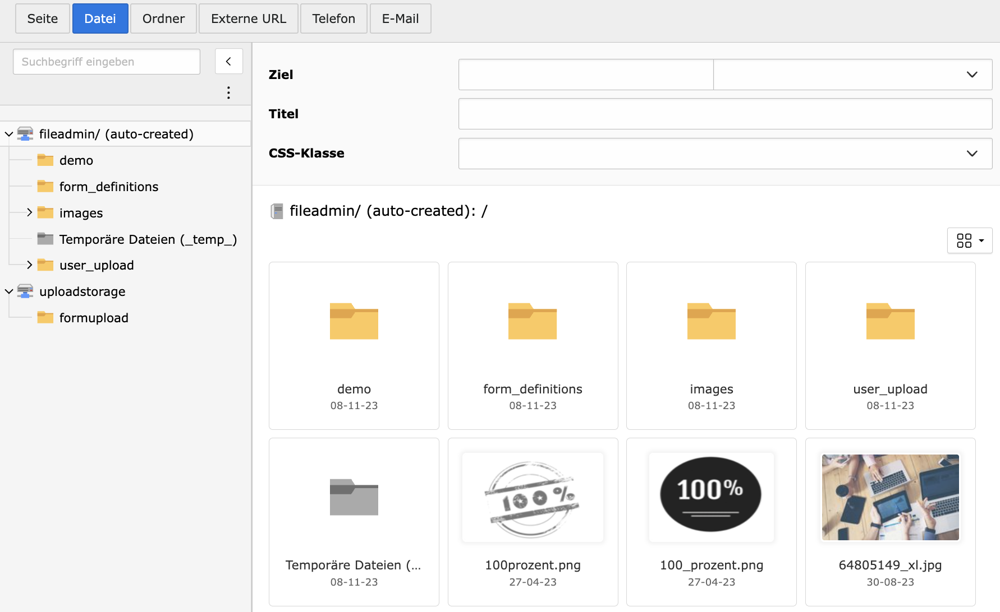 Seite Datei Ordner Externe URL Telefon E-Mail
Suchbegriff eingeben
fileadmin/ (auto-created)
demo
form_definitions
images
Temporäre Dateien (_temp_)
user_upload
uploadstorage
formupload
Ziel
Titel
CSS-Klasse
fileadmin/ (auto-created): /
demo
08-11-23
form_definitions
08-11-23
images
08-11-23
user_upload
08-11-23
Temporäre Dateien (...
08-11-23
100 %
100prozent.png
27-04-23
100%
100_prozent.png
27-04-23
64805149_xl.jpg
30-08-23